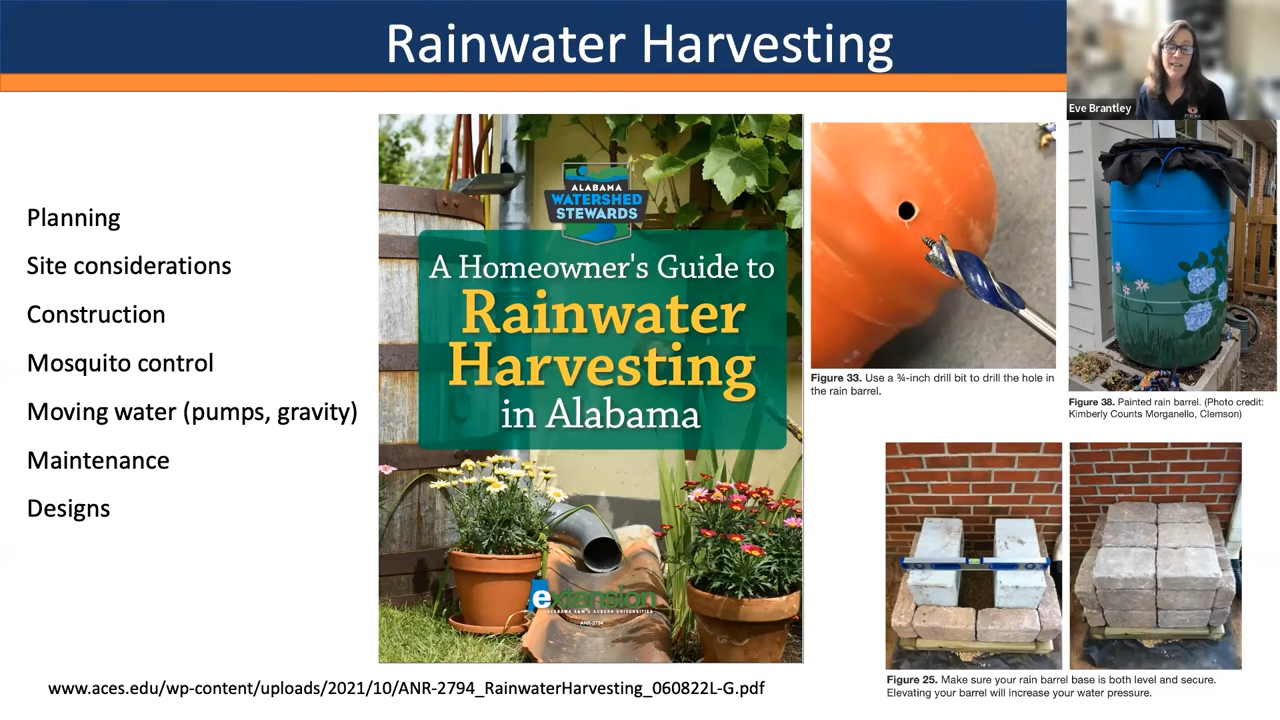 Rainwater Harvesting
Eve Brantley
Planning
Site considerations
Construction
Mosquito control
Moving water (pumps, gravity)
Maintenance
Designs
ALABAMA
WATERSHED
STEWARDS
A Homeowner's Guide to
Rainwater
Harvesting
in Alabama
extension
ALABAMA A&M & AUBURN UNIVERSITIES
ANR-2794
Figure 33. Use a ¾-inch drill bit to drill the hole in
the rain barrel.
Figure 38. Painted rain barrel. (Photo credit:
Kimberly Counts Morganello, Clemson)
Figure 25. Make sure your rain barrel base is both level and secure.
Elevating your barrel will increase your water pressure.
www.aces.edu/wp-content/uploads/2021/10/ANR-2794_RainwaterHarvesting_060822L-G.pdf